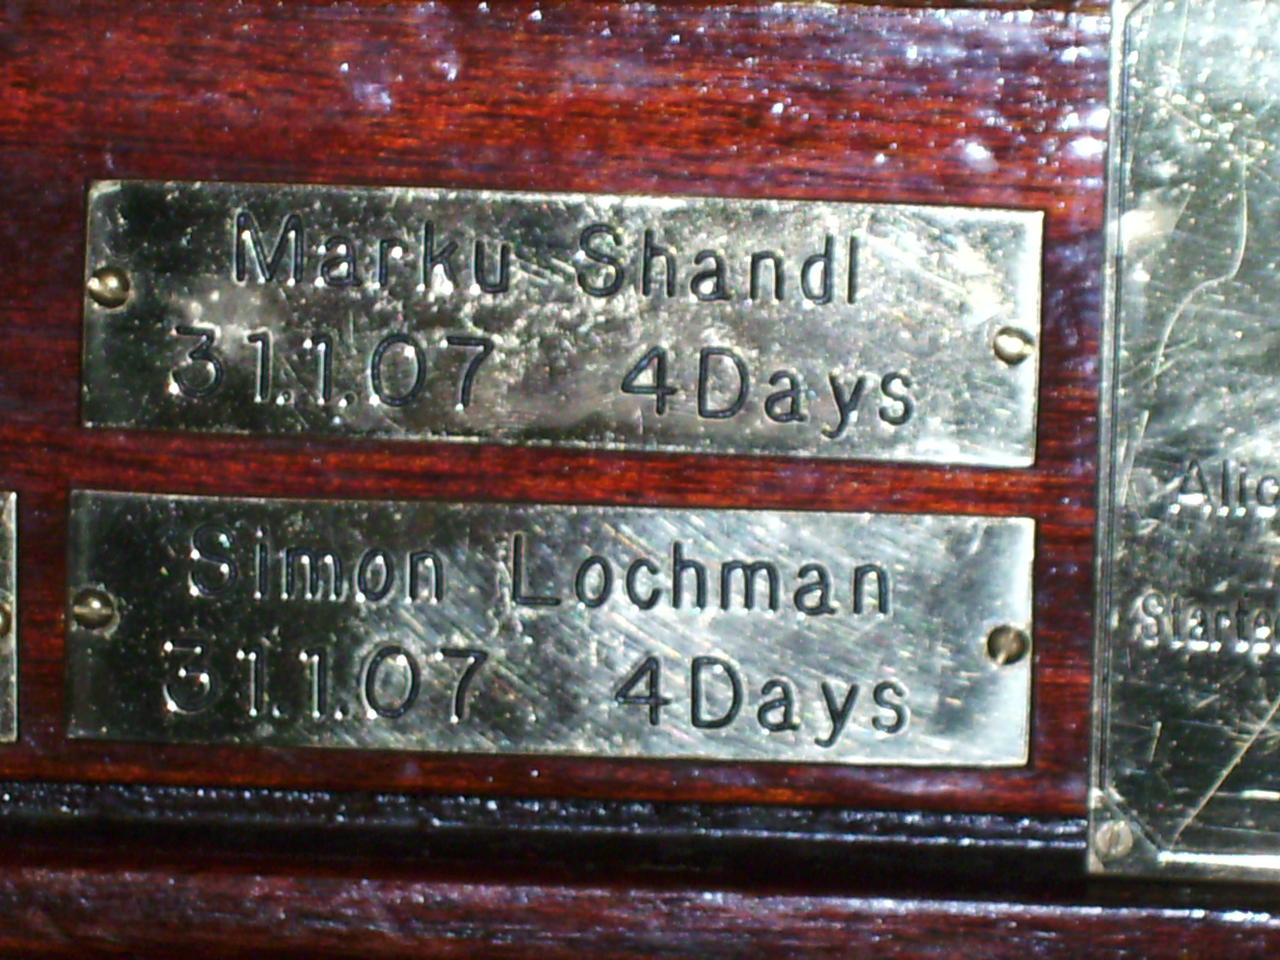 Marku Shandl
31.1.07 4Days
Simon Lochman
31.1.07 4Days